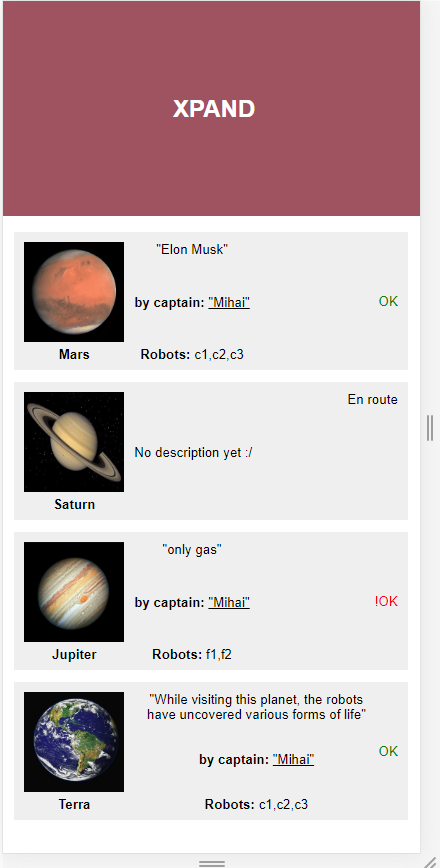 XPAND
"Elon Musk"
by captain: "Mihai"
OK
Mars
Robots: c1,c2,c3
En route
No description yet :/
Saturn
"only gas"
by captain: "Mihai"
!OK
Jupiter
Robots: f1,f2
"While visiting this planet, the robots
have uncovered various forms of life"
by captain: "Mihai"
OK
Terra
Robots: c1,c2,c3